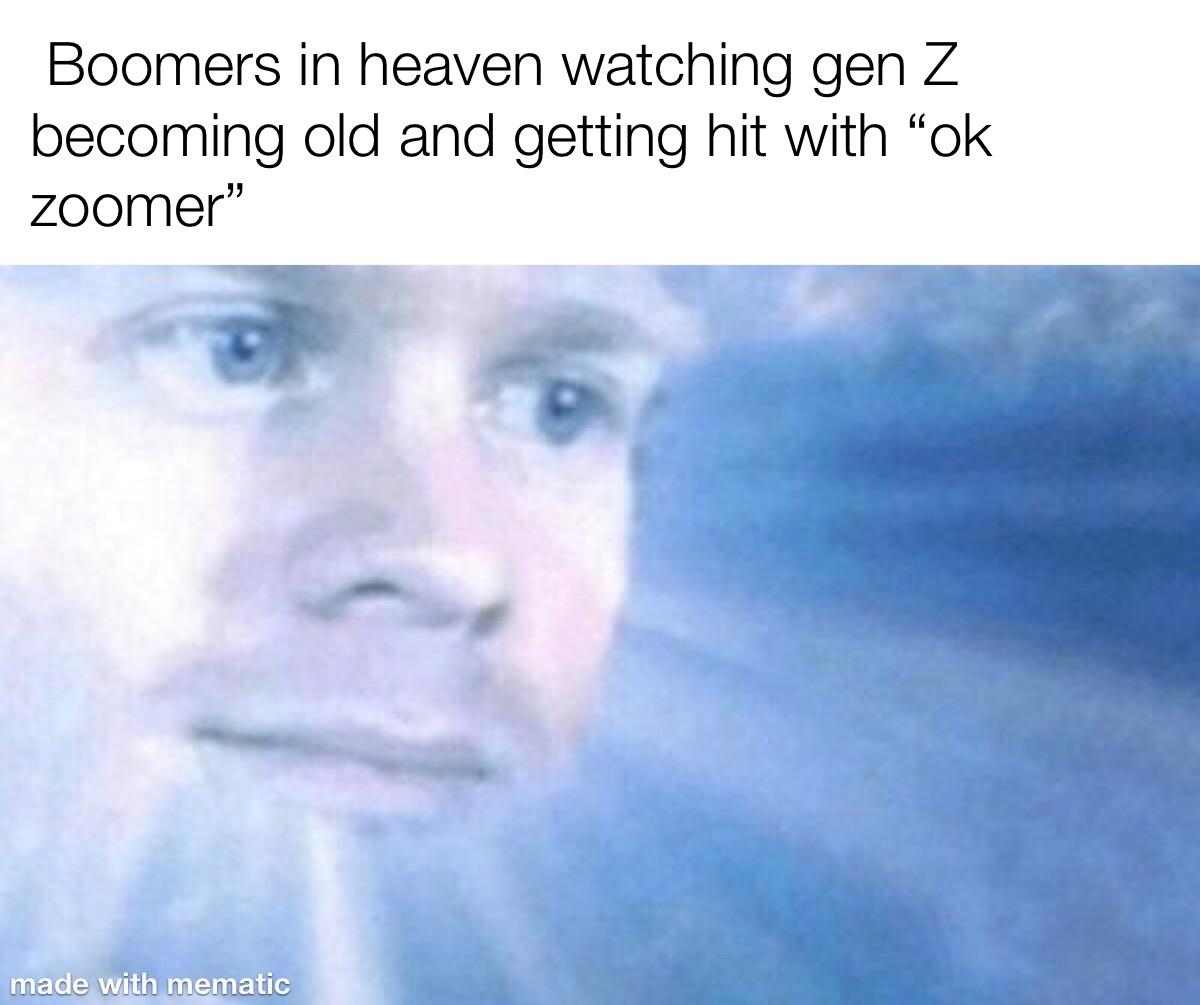 Boomers in heaven watching gen Z
becoming old and getting hit with “ok
zoomer”
made with mematic